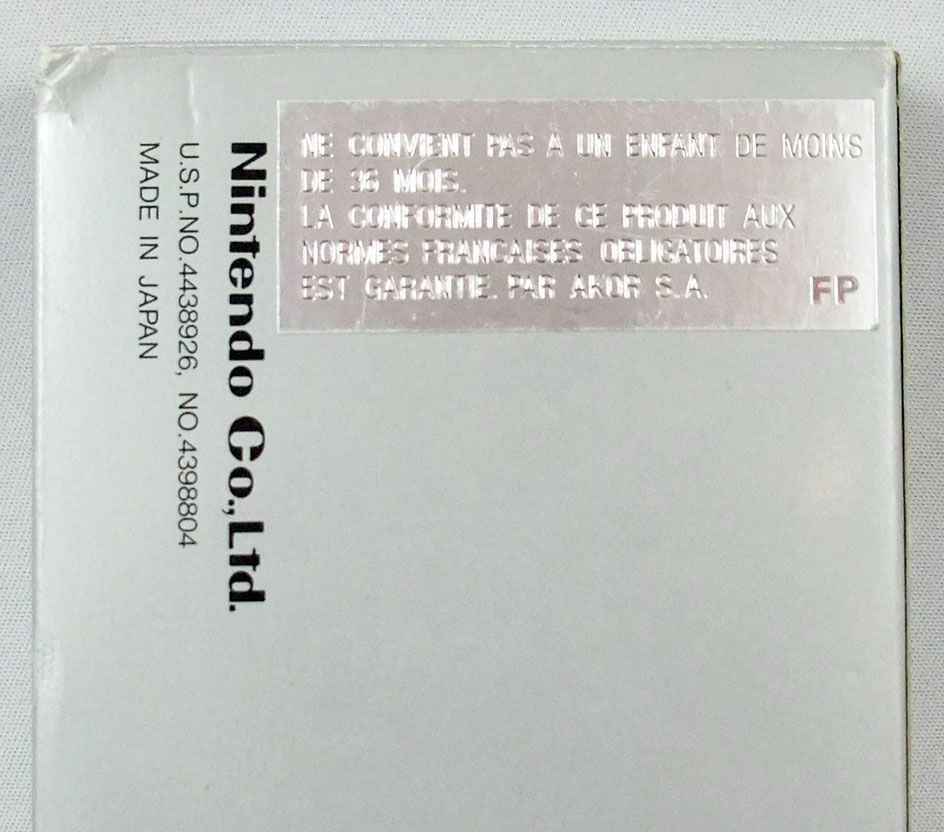 NE CONVIENT PAS A UN ENFANT DE MOINS
DE 36 MOIS.
LA CONFORMITE DE CE PRODUIT AUX
NORMES FRANCAISES OBLIGATOIRES
EST GARANTIE PAR AKOR S.A.
FP
Nintendo Co.,Ltd.
U.S.P.NO.4438926, NO.4398804
MADE IN JAPAN